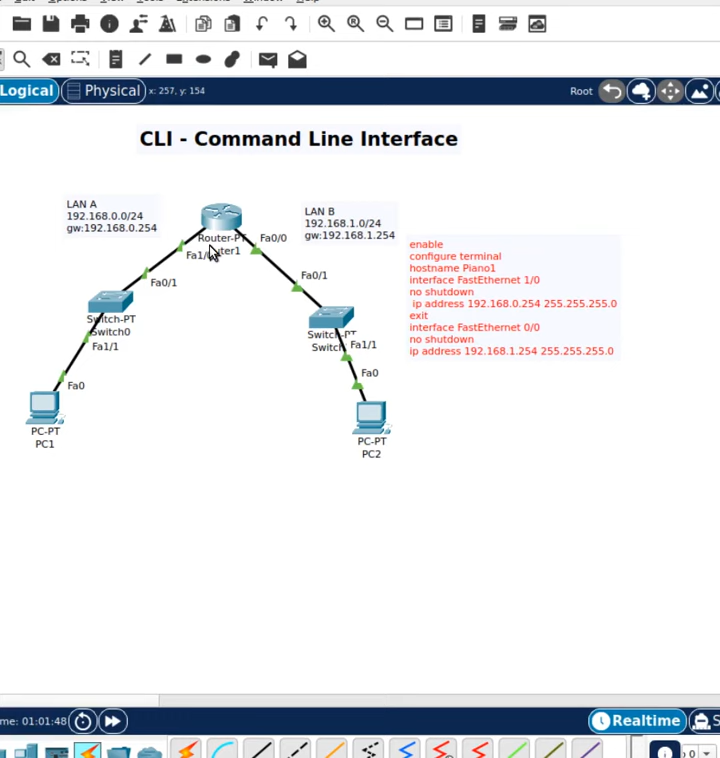 Logical
Physical
x: 257, y: 154
Root
CLI - Command Line Interface
LAN A
192.168.0.0/24
gw:192.168.0.254
LAN B
192.168.1.0/24
gw:192.168.1.254
Router-PT
Fa0/0
Fa0/1
Fa0/1
Switch-PT
Switch0
Fa1/1
Fa0
PC-PT
PC1
Fa1/1
Fa0
PC-PT
PC2
enable
configure terminal
hostname Piano1
interface FastEthernet 1/0
no shutdown
ip address 192.168.0.254 255.255.255.0
exit
interface FastEthernet 0/0
no shutdown
ip address 192.168.1.254 255.255.255.0
01:01:48
Realtime